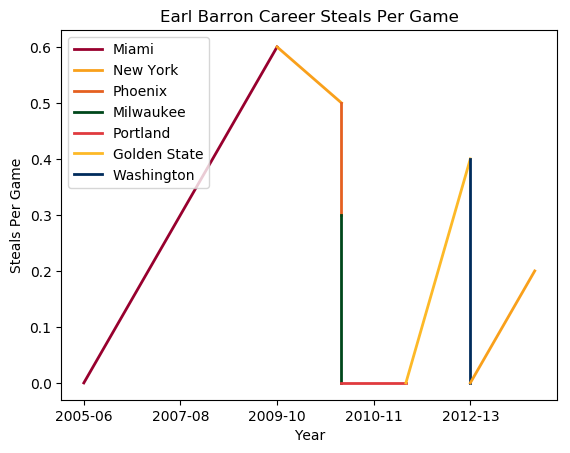 Earl Barron Career Steals Per Game
Miami
New York
Phoenix
Milwaukee
Portland
Golden State
Washington
Steals Per Game
0.6
0.5
0.4
0.3
0.2
0.1
0.0
2005-06 2007-08 2009-10 2010-11 2012-13
Year